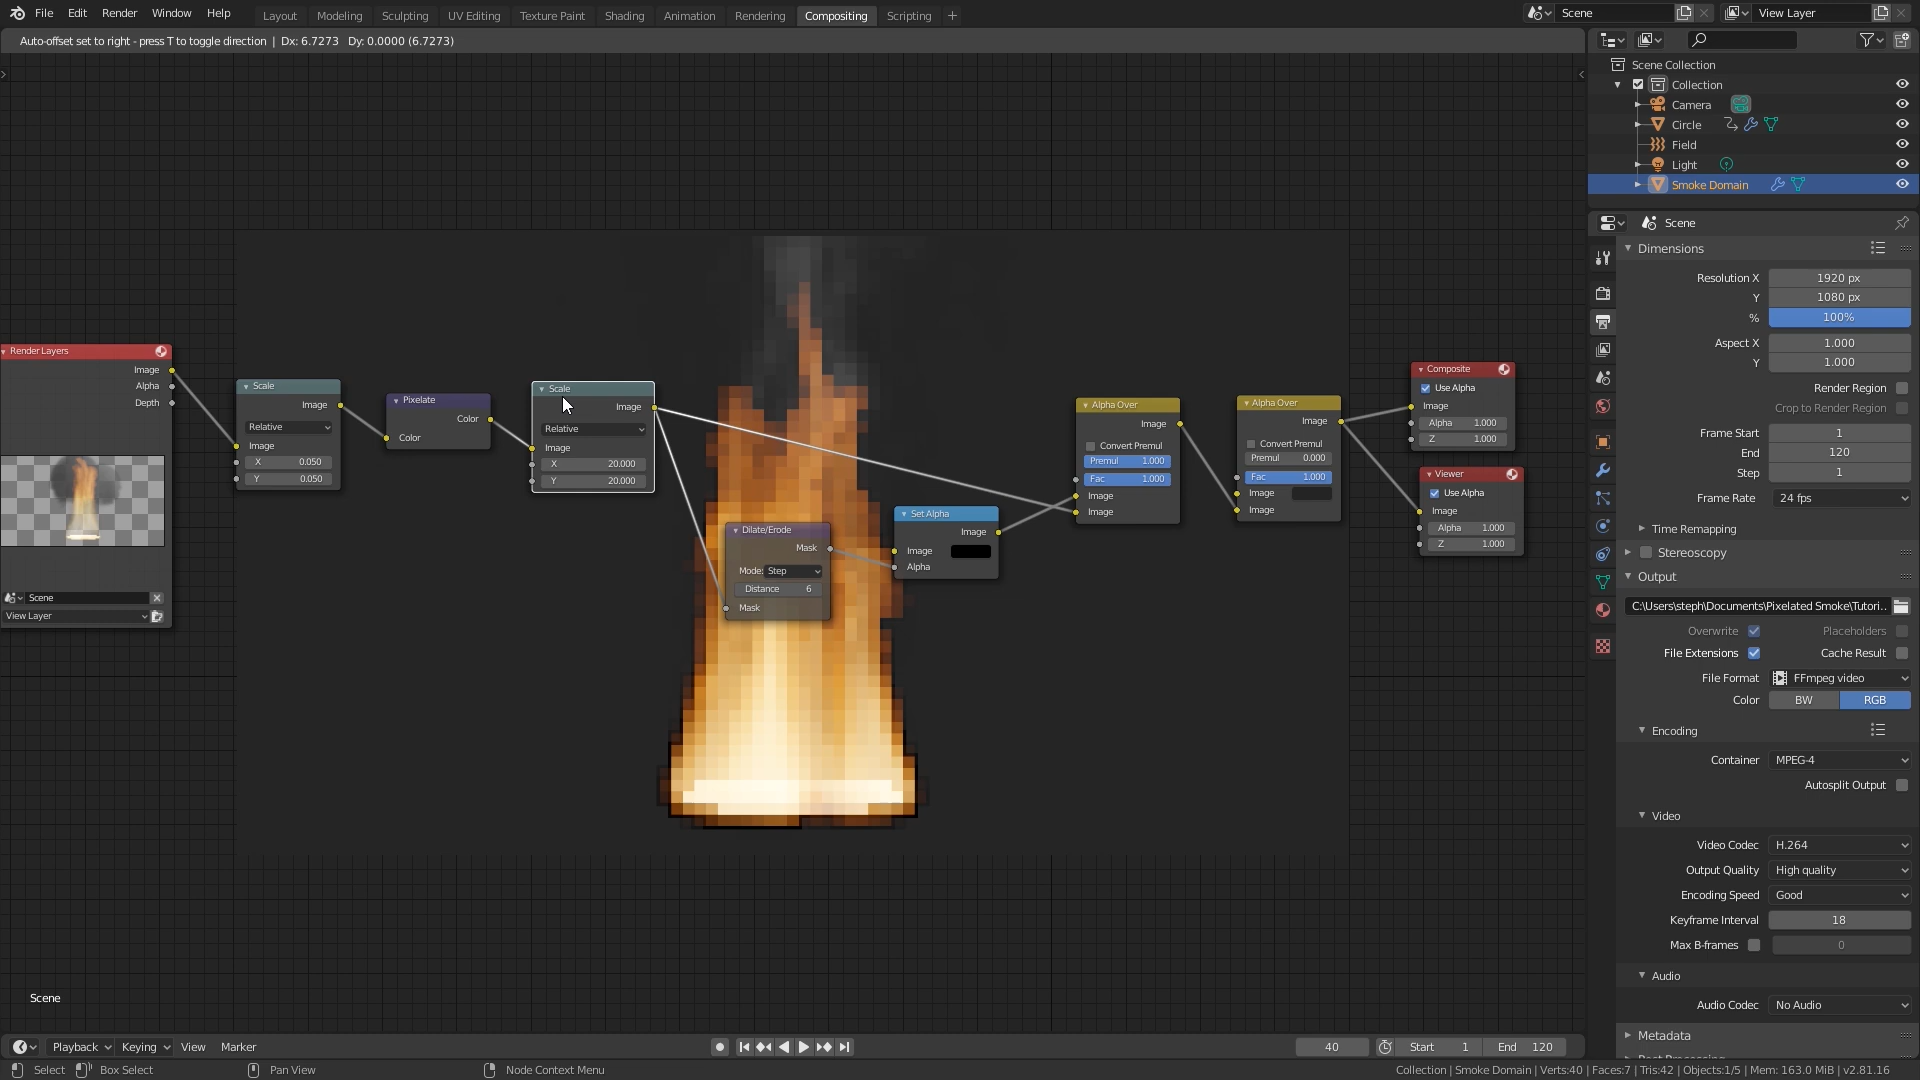 File Edit Render Window Help Layout Modeling Sculpting UV Editing Texture Paint Shading Animation Rendering Compositing Scripting + Scene View Layer
Auto-offset set to right - press T to toggle direction | Dx: 6.7273 Dy: 0.0000 (6.7273)
Scene Collection
Collection
Camera
Circle
Field
Light
Smoke Domain
Scene
Dimensions
Resolution X 1920 px
Y 1080 px
% 100%
Aspect X 1.000
Y 1.000
Render Region
Crop to Render Region
Frame Start 1
End 120
Step 1
Frame Rate 24 fps
Time Remapping
Stereoscopy
Output
C:\Users\steph\Documents\Pixelated Smoke\Tutori..
Overwrite Placeholders
File Extensions Cache Result
File Format FFmpeg video
Color BW RGB
Encoding
Container MPEG-4
Autosplit Output
Video
Video Codec H.264
Output Quality High quality
Encoding Speed Good
Keyframe Interval 18
Max B-frames 0
Audio
Audio Codec No Audio
Metadata
Render Layers
Image
Alpha
Depth
Scene
View Layer
Scale
Image
Relative
Image
X 0.050
Y 0.050
Pixelate
Color
Color
Scale
Image
Relative
Image
X 20.000
Y 20.000
Dilate/Erode
Mask
Mode: Step
Distance 6
Mask
Set Alpha
Image
Image
Alpha
Alpha Over
Image
Convert Premul
Premul 1.000
Fac 1.000
Image
Image
Alpha Over
Image
Convert Premul
Premul 0.000
Fac 1.000
Image
Image
Composite
Use Alpha
Image
Alpha 1.000
Z 1.000
Viewer
Use Alpha
Image
Alpha 1.000
Z 1.000
Scene
Playback Keying View Marker 40 Start 1 End 120
Select Box Select Pan View Node Context Menu Collection | Smoke Domain | Verts:40 | Faces:7 | Tris:42 | Objects:1/5 | Mem: 163.0 MiB | v2.81.16